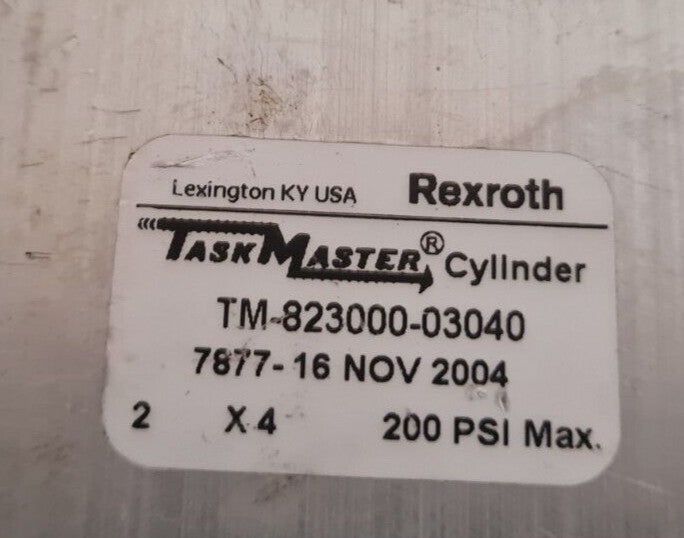 Lexington KY USA Rexroth
TASKMASTER® Cylinder
TM-823000-03040
7877-16 NOV 2004
2 X 4 200 PSI Max.